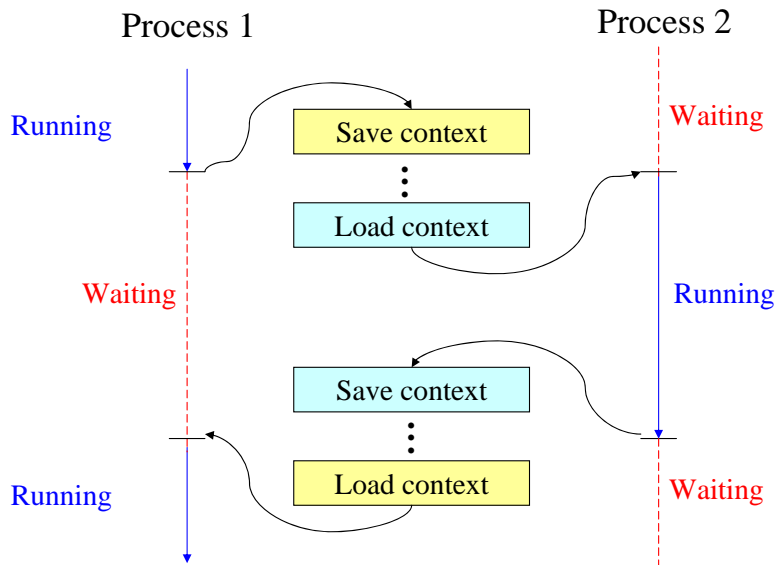 Process 1
Process 2
Running
Save context
Waiting
Load context
Waiting
Running
Save context
Running
Load context
Waiting